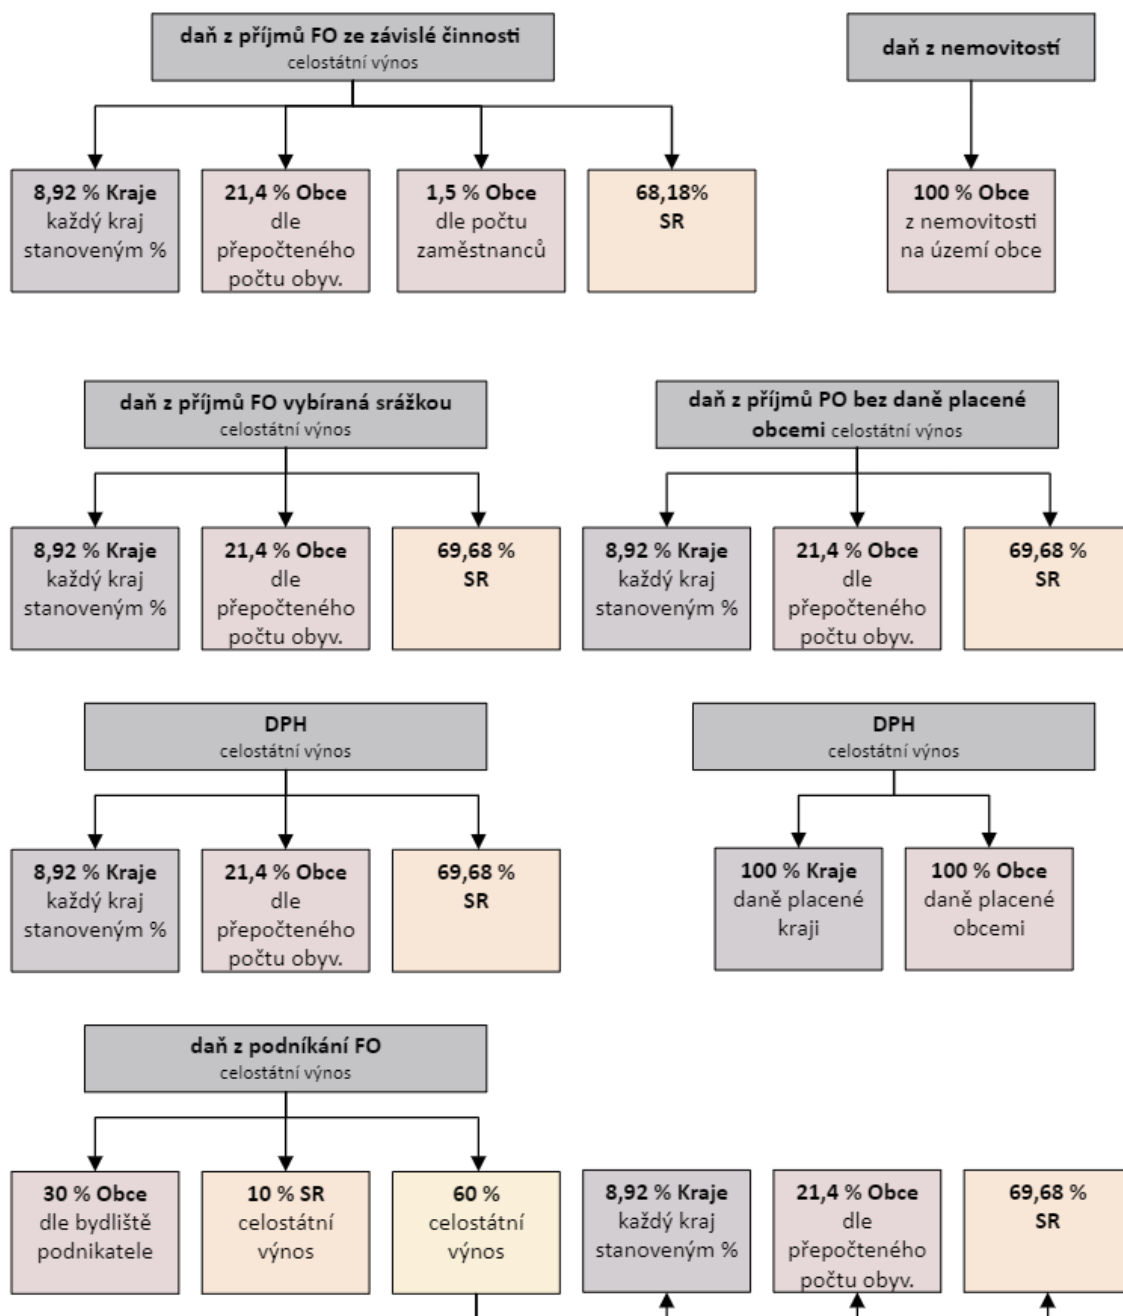 daň z příjmů FO ze závislé činnosti
celostátní výnos
daň z nemovitostí
8,92 % Kraje
každý kraj
stanoveným %
21,4 % Obce
dle
přepočteného
počtu obyv.
1,5 % Obce
dle počtu
zaměstnanců
68,18%
SR
100 % Obce
z nemovitosti
na území obce
daň z příjmů FO vybíraná srážkou
celostátní výnos
daň z příjmů PO bez daně placené
obcemi celostátní výnos
8,92 % Kraje
každý kraj
stanoveným %
21,4 % Obce
dle
přepočteného
počtu obyv.
69,68 %
SR
8,92 % Kraje
každý kraj
stanoveným %
21,4 % Obce
dle
přepočteného
počtu obyv.
69,68 %
SR
DPH
celostátní výnos
DPH
celostátní výnos
8,92 % Kraje
každý kraj
stanoveným %
21,4 % Obce
dle
přepočteného
počtu obyv.
69,68 %
SR
100 % Kraje
daně placené
kraji
100 % Obce
daně placené
obcemi
daň z podníkání FO
celostátní výnos
30 % Obce
dle bydliště
podnikatele
10 % SR
celostátní
výnos
60 %
celostátní
výnos
8,92 % Kraje
každý kraj
stanoveným %
21,4 % Obce
dle
přepočteného
počtu obyv.
69,68 %
SR